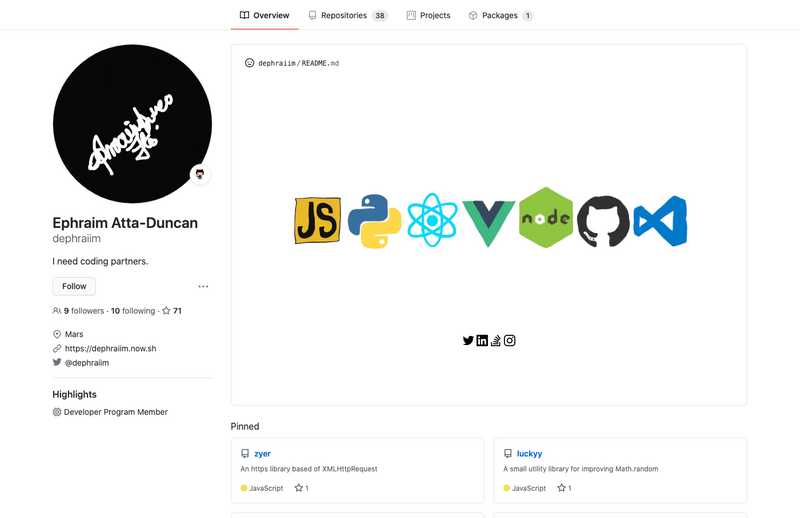 Overview
Repositories 38
Projects
Packages 1
dephraiim/README.md
JS
node
Ephraim Atta-Duncan
dephraiim
I need coding partners.
Follow
9 followers · 10 following · 71
Mars
https://dephraiim.now.sh
@dephraiim
Highlights
Developer Program Member
Pinned
zyer
An https library based of XMLHttpRequest
JavaScript 1
luckyy
A small utility library for improving Math.random
JavaScript 1